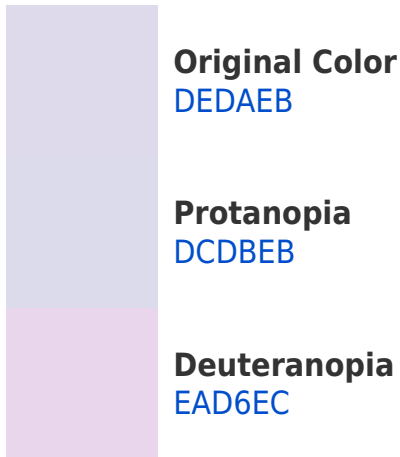 Original Color
DEDAEB
Protanopia
DCDBEB
Deuteranopia
EAD6EC